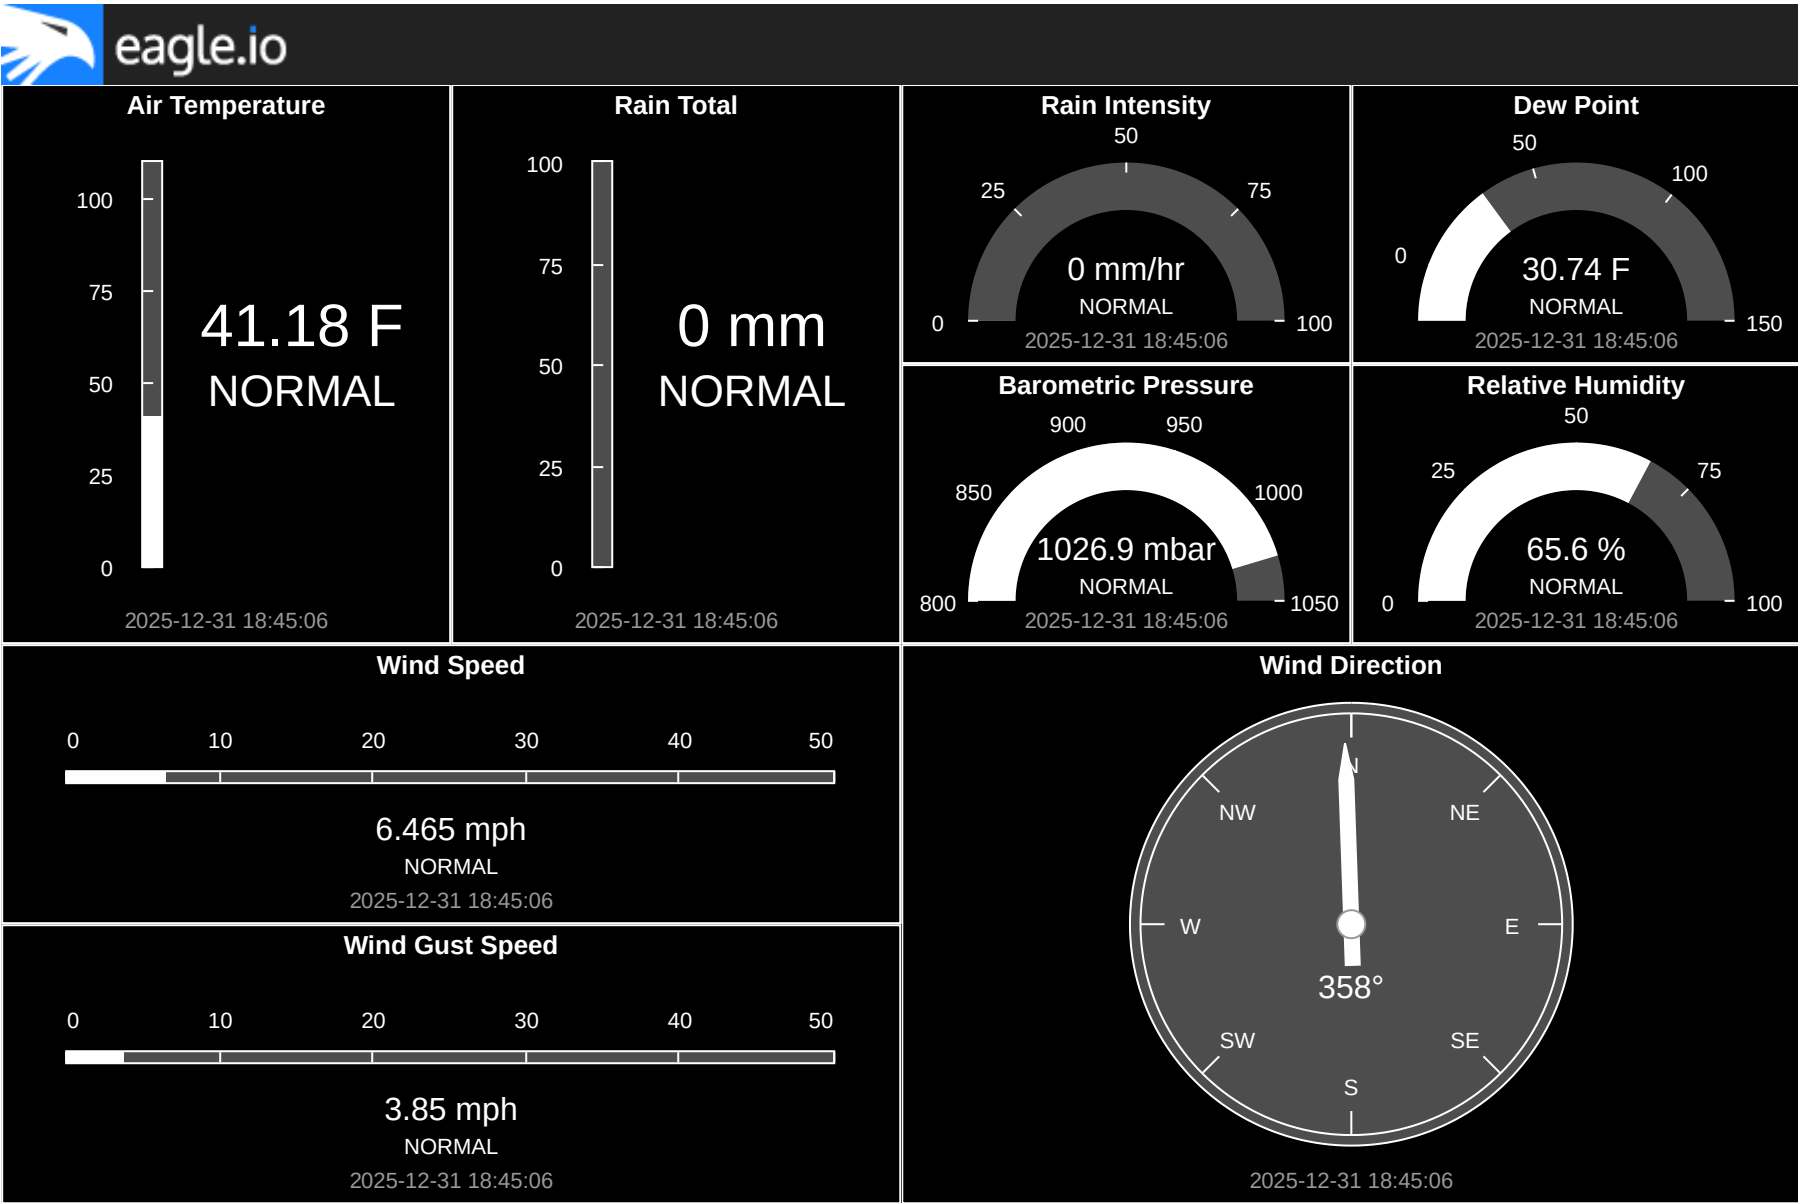 eagle.io
Air Temperature
100
75
50
25
0
41.18 F
NORMAL
2025-12-31 18:45:06
Rain Total
100
75
50
25
0
0 mm
NORMAL
2025-12-31 18:45:06
Rain Intensity
50
25
75
0
100
0 mm/hr
NORMAL
2025-12-31 18:45:06
Dew Point
50
100
0
150
30.74 F
NORMAL
2025-12-31 18:45:06
Barometric Pressure
900
950
850
1000
800
1050
1026.9 mbar
NORMAL
2025-12-31 18:45:06
Relative Humidity
50
25
75
0
100
65.6 %
NORMAL
2025-12-31 18:45:06
Wind Speed
0 10 20 30 40 50
6.465 mph
NORMAL
2025-12-31 18:45:06
Wind Gust Speed
0 10 20 30 40 50
3.85 mph
NORMAL
2025-12-31 18:45:06
Wind Direction
N
NW
NE
W
E
358°
SW
SE
S
2025-12-31 18:45:06